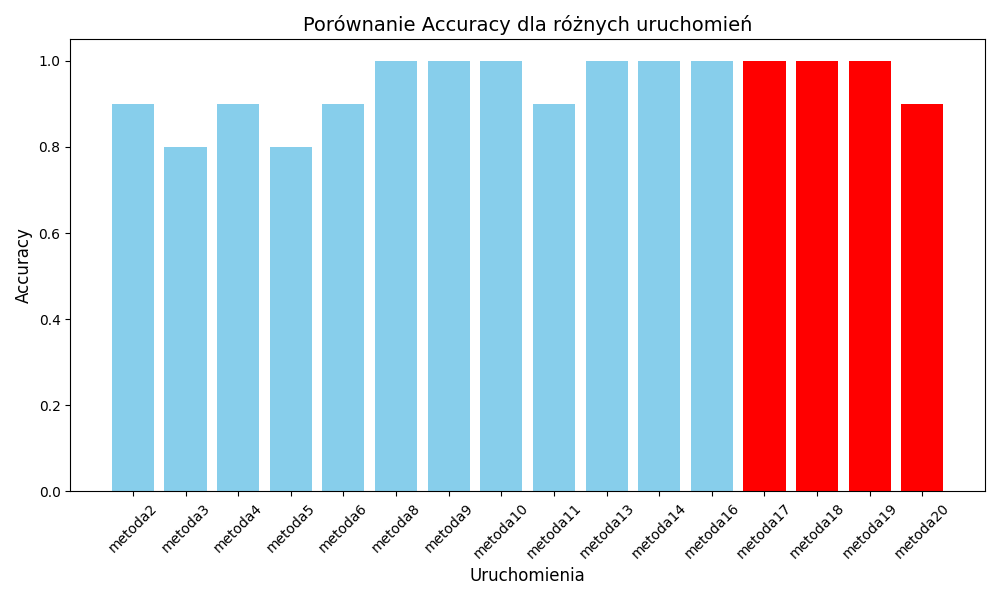 Porównanie Accuracy dla różnych uruchomień
Accuracy
1.0
0.8
0.6
0.4
0.2
0.0
metoda2
metoda3
metoda4
metoda5
metoda6
metoda8
metoda9
metoda10
metoda11
metoda13
metoda14
metoda16
metoda17
metoda18
metoda19
metoda20
Uruchomienia